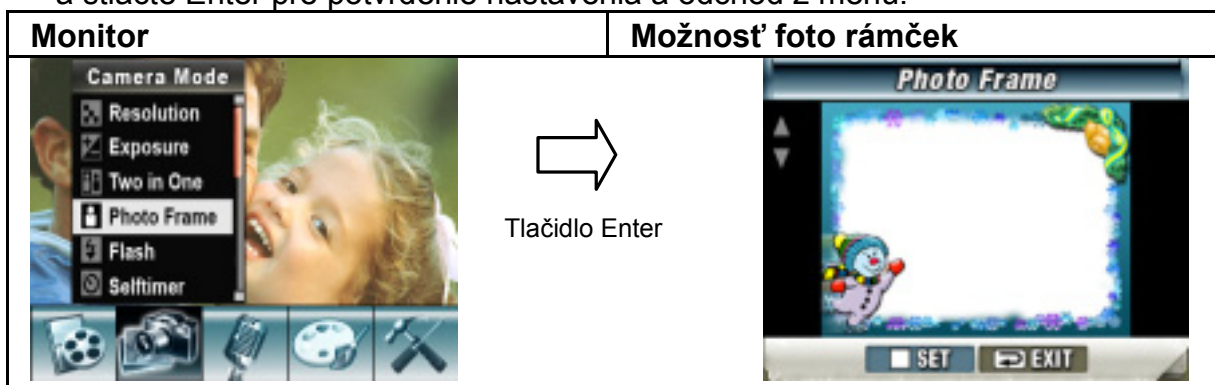 a stlačte Enter pre potvrdenie nastavenia a odchod z menu.
Monitor
Možnosť foto rámček
Camera Mode
Resolution
Exposure
Two in One
Photo Frame
Flash
Selftimer
Tlačidlo Enter
Photo Frame
SET
EXIT